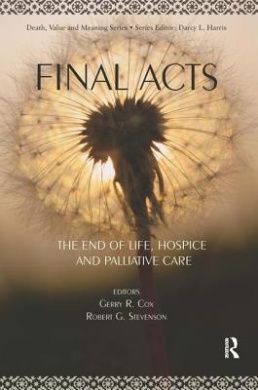 Death, Value and Meaning Series • Series Editor: Darcy L. Harris
FINAL ACTS
THE END OF LIFE, HOSPICE
AND PALLIATIVE CARE
EDITORS
GERRY R. COX
ROBERT G. STEVENSON
R
Routledge